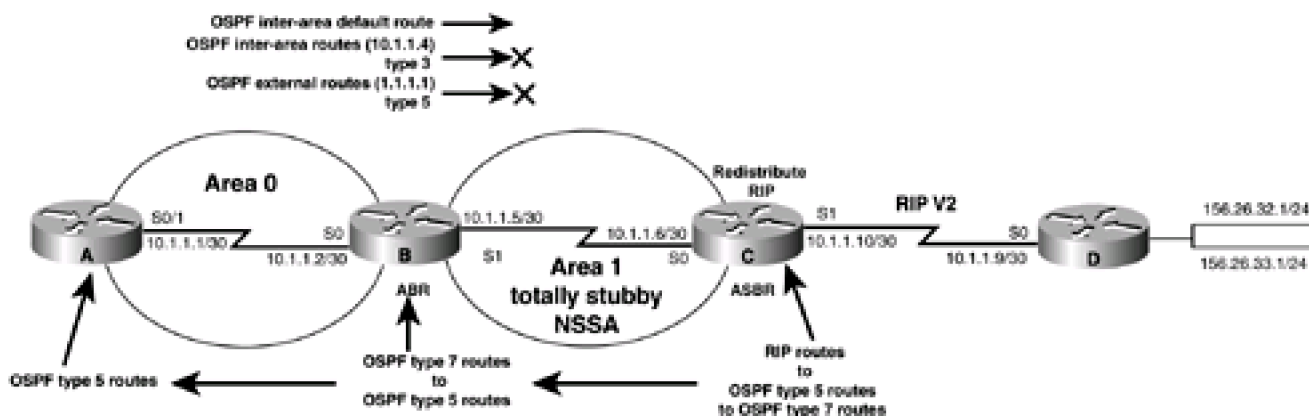 OSPF inter-area default route
OSPF inter-area routes (10.1.1.4)
type 3
OSPF external routes (1.1.1.1)
type 5
Area 0
Redistribute
RIP
S0/1
10.1.1.1/30
S0
10.1.1.2/30
10.1.1.5/30
S1
10.1.1.6/30
S0
S1
10.1.1.10/30
RIP V2
S0
10.1.1.9/30
156.26.32.1/24
156.26.33.1/24
A
B
C
D
Area 1
totally stubby
NSSA
ABR
ASBR
OSPF type 5 routes
OSPF type 7 routes
to
OSPF type 5 routes
RIP routes
to
OSPF type 5 routes
to OSPF type 7 routes